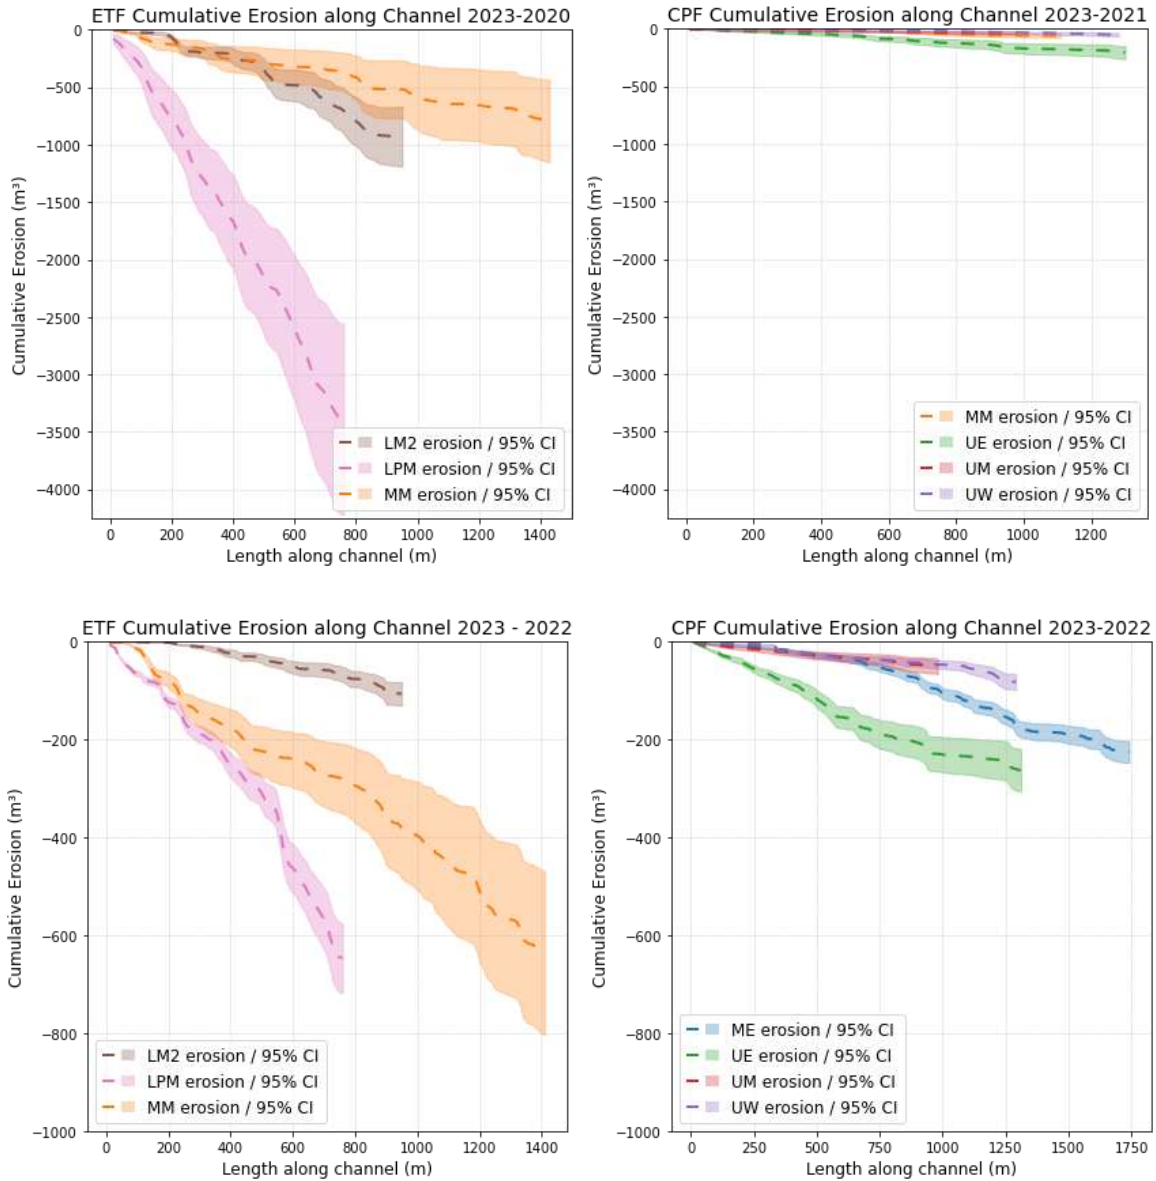 ETF Cumulative Erosion along Channel 2023-2020
0
−500
−1000
−1500
−2000
−2500
−3000
−3500
−4000
Cumulative Erosion (m³)
LM2 erosion / 95% CI
LPM erosion / 95% CI
MM erosion / 95% CI
0 200 400 600 800 1000 1200 1400
Length along channel (m)
CPF Cumulative Erosion along Channel 2023-2021
0
−500
−1000
−1500
−2000
−2500
−3000
−3500
−4000
Cumulative Erosion (m³)
MM erosion / 95% CI
UE erosion / 95% CI
UM erosion / 95% CI
UW erosion / 95% CI
0 200 400 600 800 1000 1200
Length along channel (m)
ETF Cumulative Erosion along Channel 2023 - 2022
0
−200
−400
−600
−800
−1000
Cumulative Erosion (m³)
LM2 erosion / 95% CI
LPM erosion / 95% CI
MM erosion / 95% CI
0 200 400 600 800 1000 1200 1400
Length along channel (m)
CPF Cumulative Erosion along Channel 2023-2022
0
−200
−400
−600
−800
−1000
Cumulative Erosion (m³)
ME erosion / 95% CI
UE erosion / 95% CI
UM erosion / 95% CI
UW erosion / 95% CI
0 250 500 750 1000 1250 1500 1750
Length along channel (m)